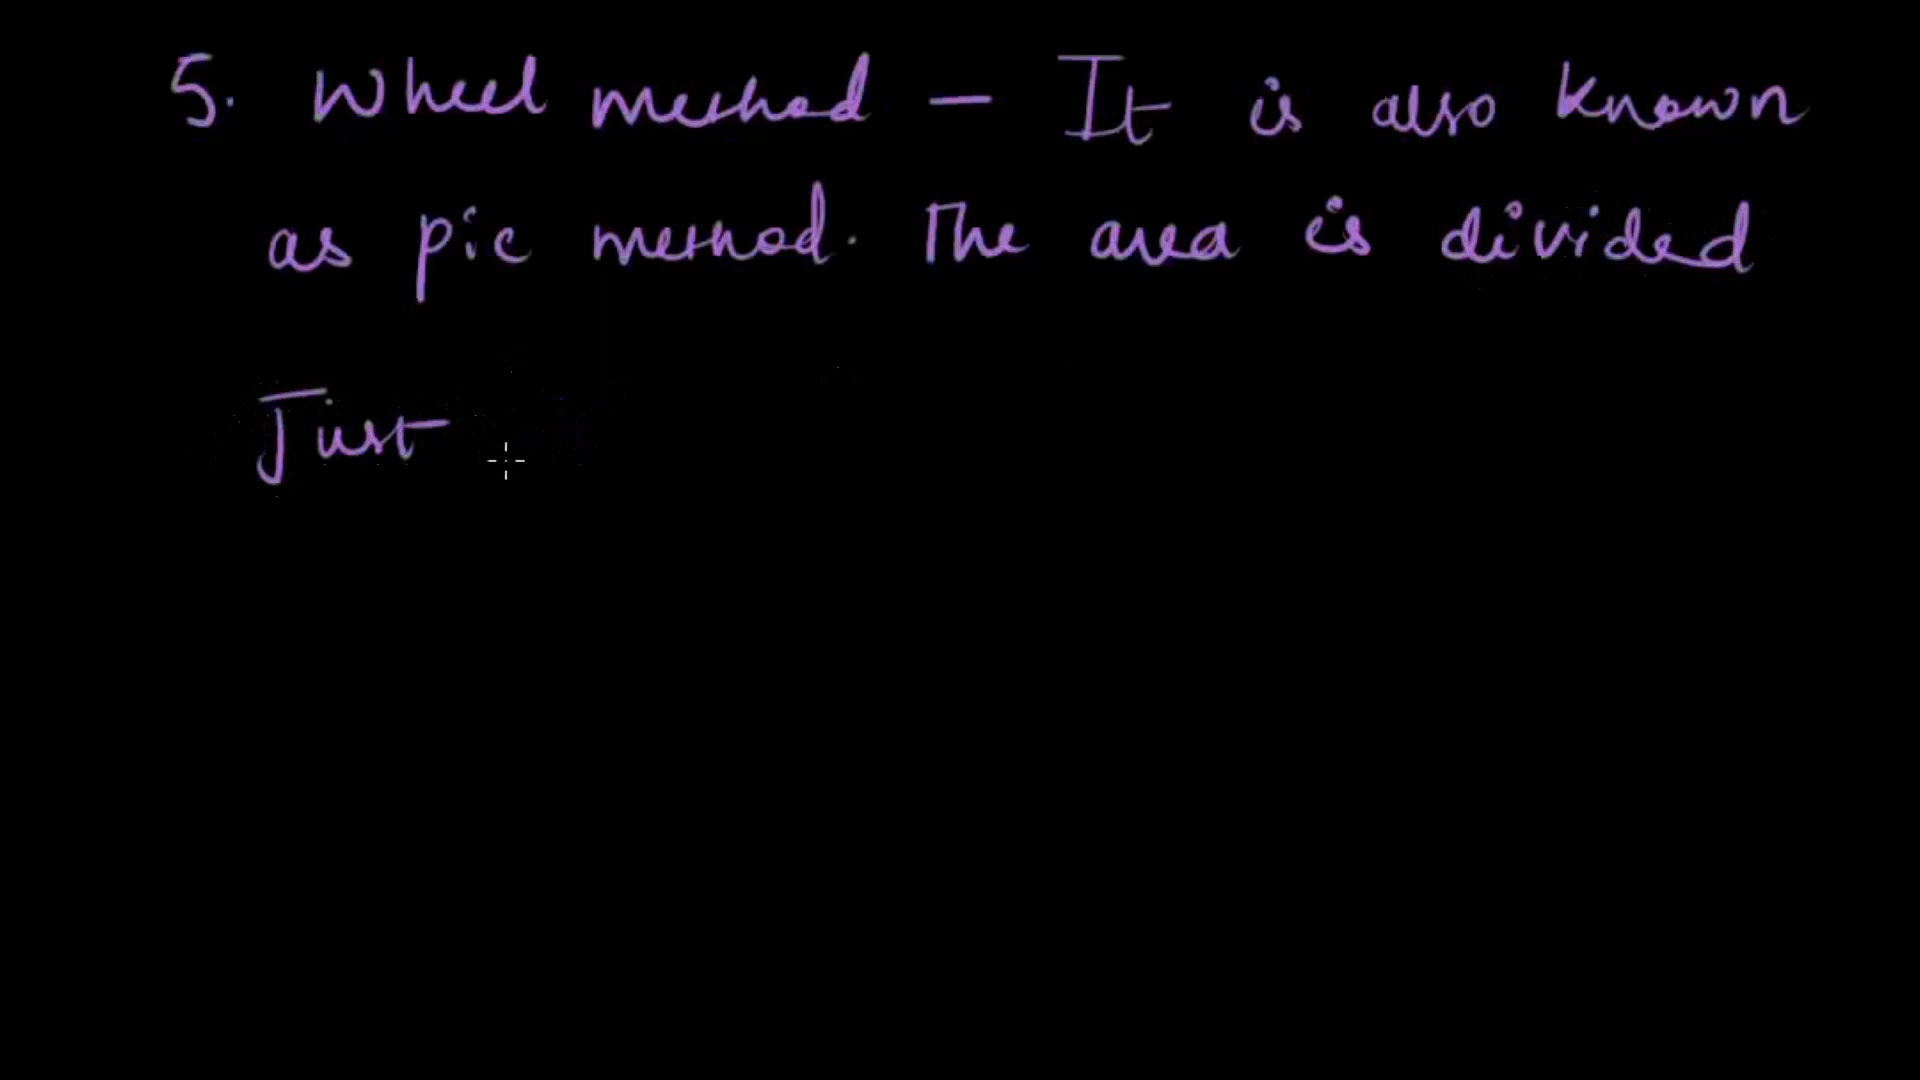 5. Wheel method - It is also known
as pie method. The area is divided
Just